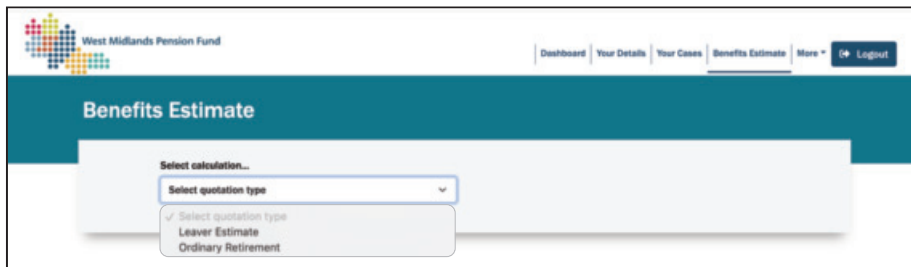 West Midlands Pension Fund
Dashboard Your Details Your Cases Benefits Estimate More Logout
Benefits Estimate
Select calculation...
Select quotation type
✓ Select quotation type
Leaver Estimate
Ordinary Retirement